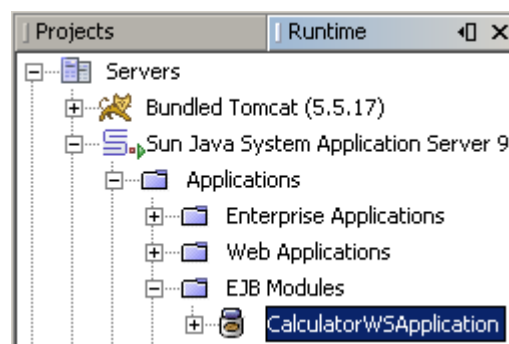 Projects
Runtime
Servers
Bundled Tomcat (5.5.17)
Sun Java System Application Server 9
Applications
Enterprise Applications
Web Applications
EJB Modules
CalculatorWSApplication